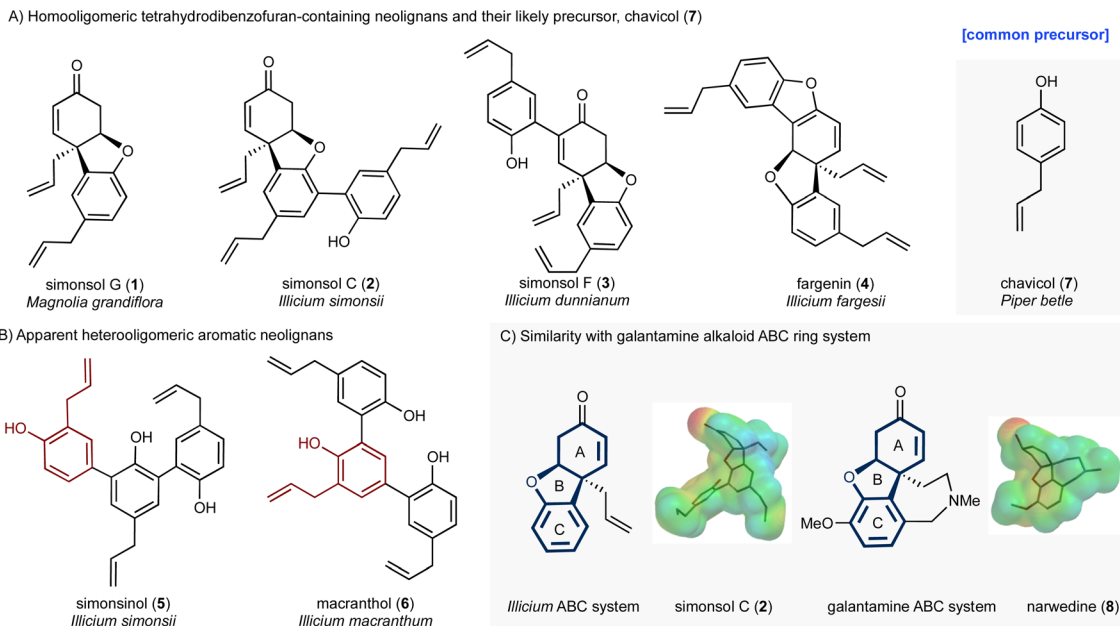 A) Homooligomeric tetrahydrodibenzofuran-containing neolignans and their likely precursor, chavicol (7)
[common precursor]
O
O
simonsol G (1)
Magnolia grandiflora
O
O
HO
simonsol C (2)
Illicium simonsii
O
OH
O
simonsol F (3)
Illicium dunnianum
O
O
fargenin (4)
Illicium fargesii
OH
chavicol (7)
Piper betle
B) Apparent heterooligomeric aromatic neolignans
HO
OH
OH
simonsinol (5)
Illicium simonsii
OH
HO
OH
macranthol (6)
Illicium macranthum
C) Similarity with galantamine alkaloid ABC ring system
O
A
O
B
C
Illicium ABC system
simonsol C (2)
O
A
O
B
NMe
MeO
C
galantamine ABC system
narwedine (8)